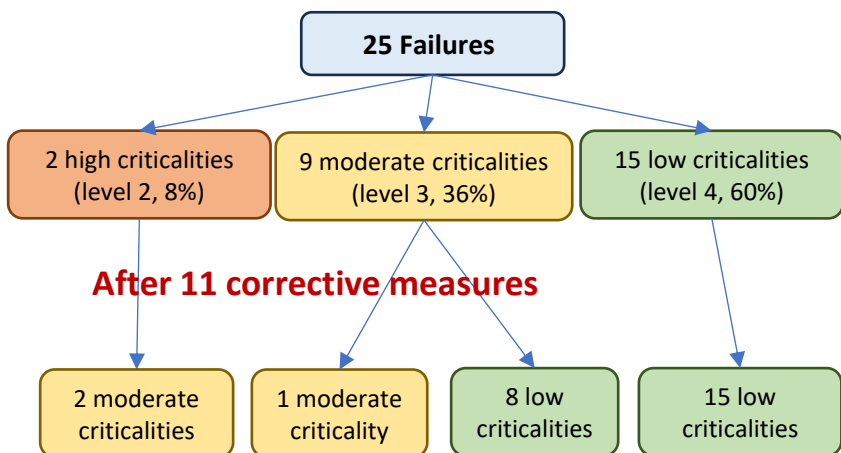 25 Failures
2 high criticalities
(level 2, 8%)
9 moderate criticalities
(level 3, 36%)
15 low criticalities
(level 4, 60%)
After 11 corrective measures
2 moderate
criticalities
1 moderate
criticality
8 low
criticalities
15 low
criticalities